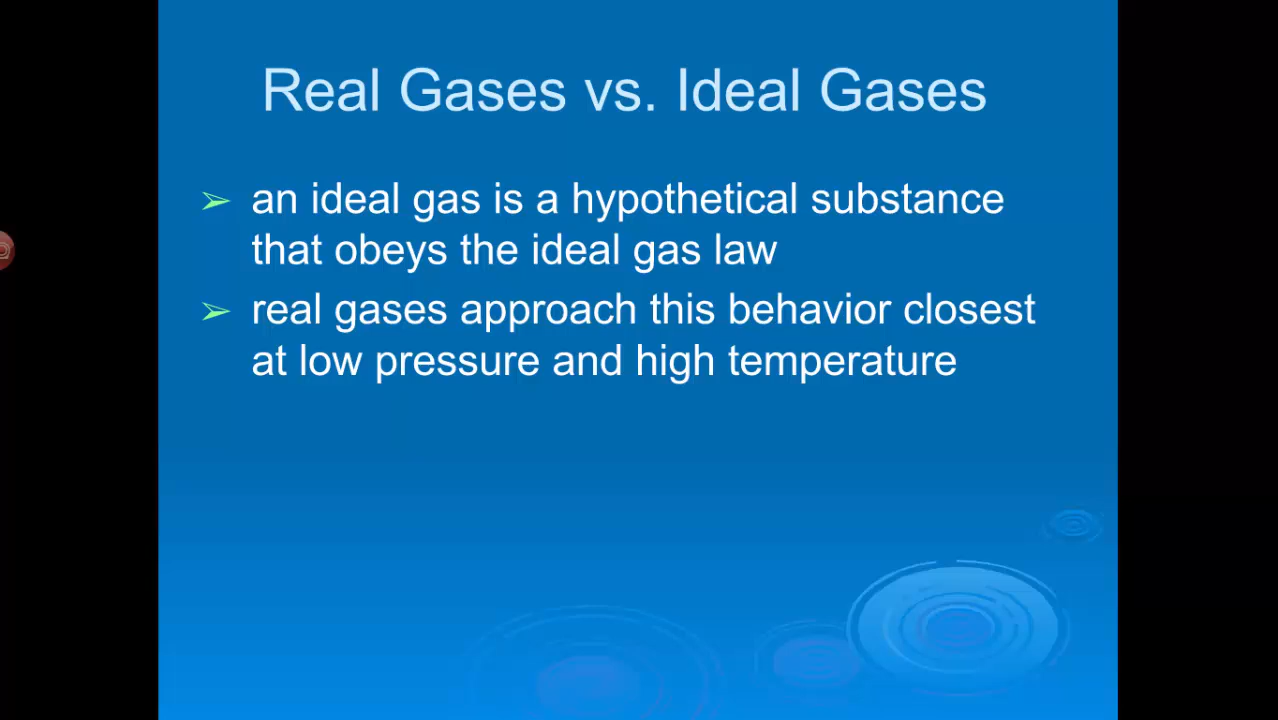 Real Gases vs. Ideal Gases
➢ an ideal gas is a hypothetical substance
that obeys the ideal gas law
➢ real gases approach this behavior closest
at low pressure and high temperature